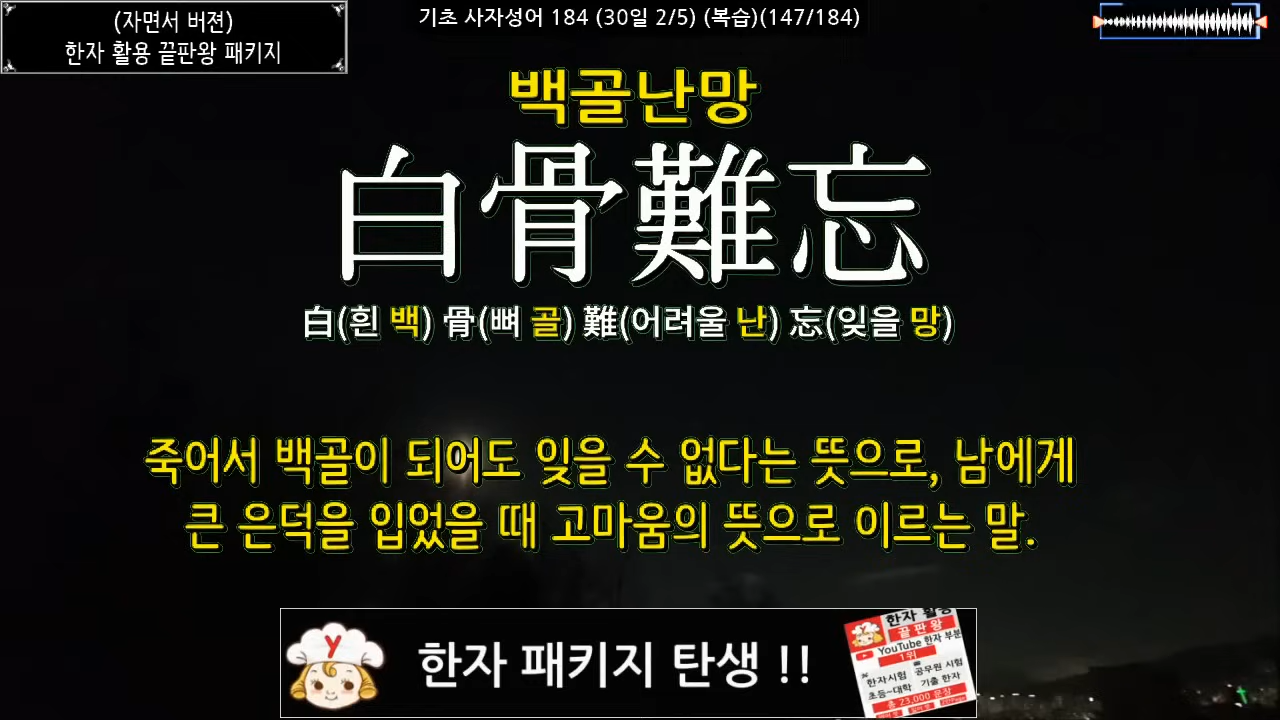 (자면서 버젼)
한자 활용 끝판왕 패키지
기초 사자성어 184 (30일 2/5) (복습)(147/184)
백골난망
白骨難忘
白(흰 백) 骨(뼈 골) 難(어려울 난) 忘(잊을 망)
죽어서 백골이 되어도 잊을 수 없다는 뜻으로, 남에게
큰 은덕을 입었을 때 고마움의 뜻으로 이르는 말.
한자 패키지 탄생 !!
한자 활용
끝판왕
YouTube 한자 부분
1위
한자시험 공무원 시험
초등~대학 기출 한자
총 23,000 문항